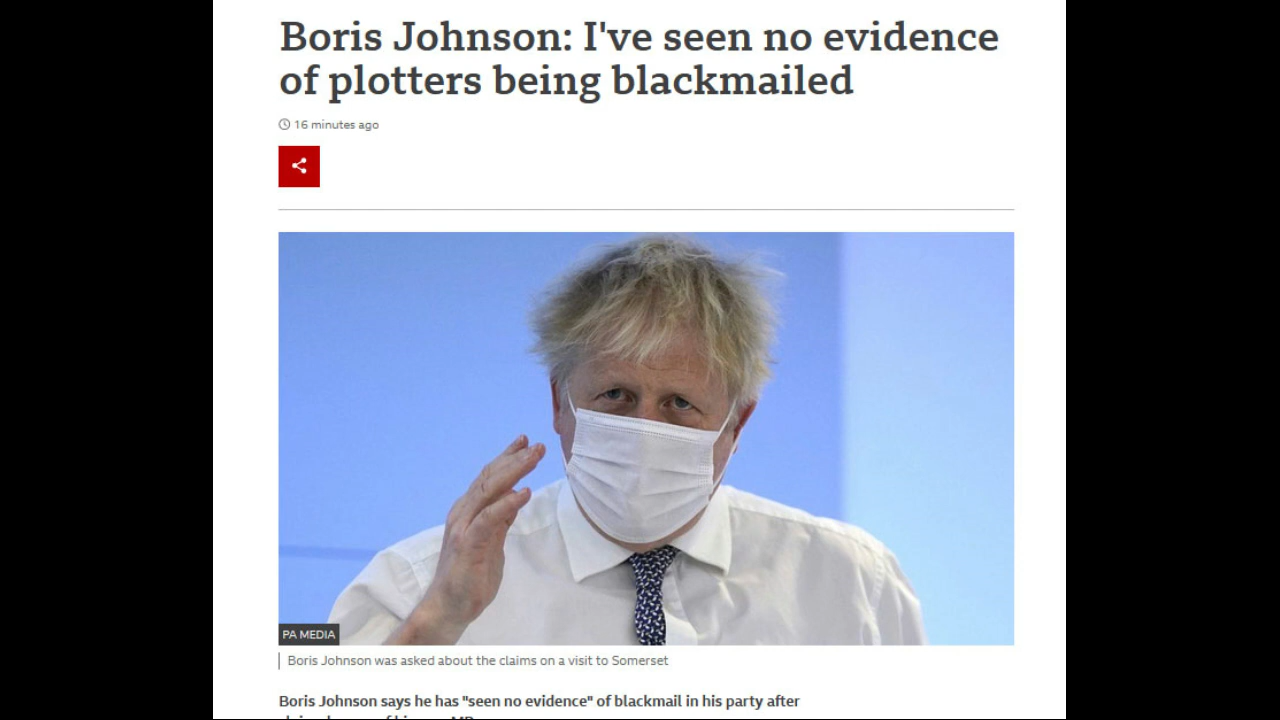 Boris Johnson: I've seen no evidence
of plotters being blackmailed
16 minutes ago
PA MEDIA
Boris Johnson was asked about the claims on a visit to Somerset
Boris Johnson says he has "seen no evidence" of blackmail in his party after